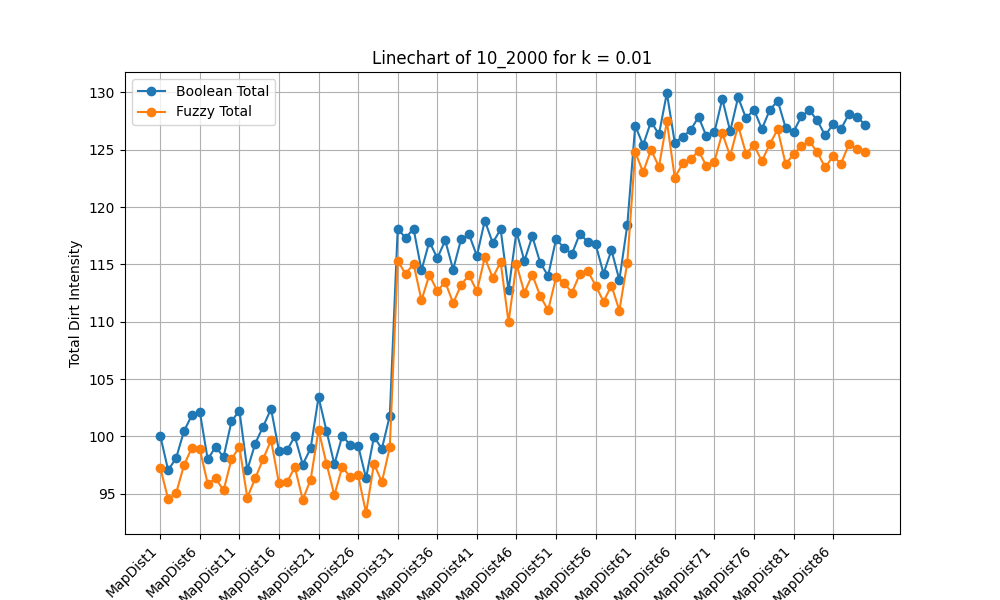 Linechart of 10_2000 for k = 0.01
Boolean Total
Fuzzy Total
Total Dirt Intensity
130
125
120
115
110
105
100
95
MapDist1
MapDist6
MapDist11
MapDist16
MapDist21
MapDist26
MapDist31
MapDist36
MapDist41
MapDist46
MapDist51
MapDist56
MapDist61
MapDist66
MapDist71
MapDist76
MapDist81
MapDist86